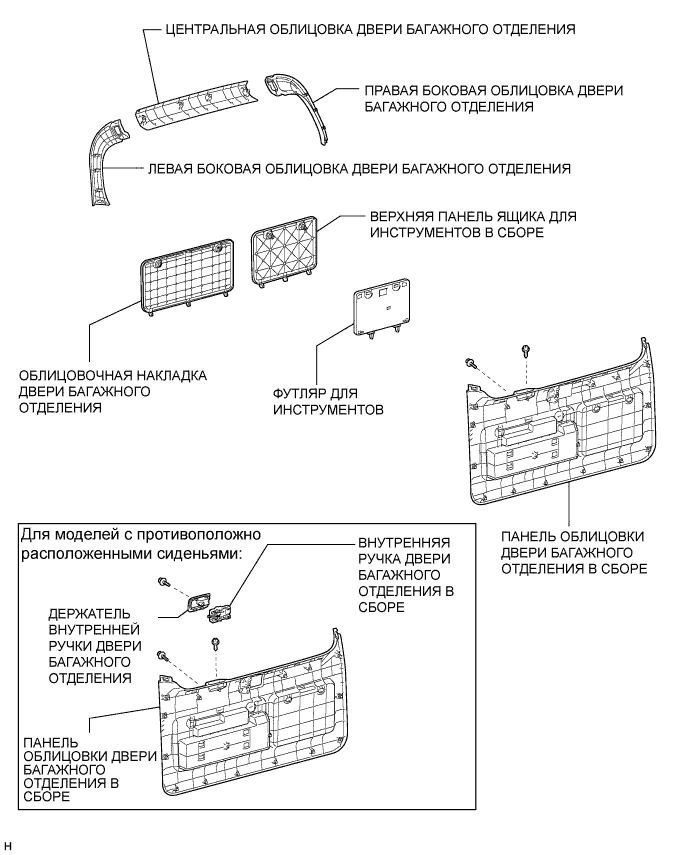 ЦЕНТРАЛЬНАЯ ОБЛИЦОВКА ДВЕРИ БАГАЖНОГО ОТДЕЛЕНИЯ
ПРАВАЯ БОКОВАЯ ОБЛИЦОВКА ДВЕРИ
БАГАЖНОГО ОТДЕЛЕНИЯ
ЛЕВАЯ БОКОВАЯ ОБЛИЦОВКА ДВЕРИ БАГАЖНОГО ОТДЕЛЕНИЯ
ВЕРХНЯЯ ПАНЕЛЬ ЯЩИКА ДЛЯ
ИНСТРУМЕНТОВ В СБОРЕ
ОБЛИЦОВОЧНАЯ НАКЛАДКА
ДВЕРИ БАГАЖНОГО
ОТДЕЛЕНИЯ
ФУТЛЯР ДЛЯ
ИНСТРУМЕНТОВ
ПАНЕЛЬ ОБЛИЦОВКИ
ДВЕРИ БАГАЖНОГО
ОТДЕЛЕНИЯ В СБОРЕ
Для моделей с противоположно
расположенными сиденьями:
ВНУТРЕННЯЯ
РУЧКА ДВЕРИ
БАГАЖНОГО
ОТДЕЛЕНИЯ В
СБОРЕ
ДЕРЖАТЕЛЬ
ВНУТРЕННЕЙ
РУЧКИ ДВЕРИ
БАГАЖНОГО
ОТДЕЛЕНИЯ
ПАНЕЛЬ
ОБЛИЦОВКИ ДВЕРИ
БАГАЖНОГО
ОТДЕЛЕНИЯ В
СБОРЕ
H